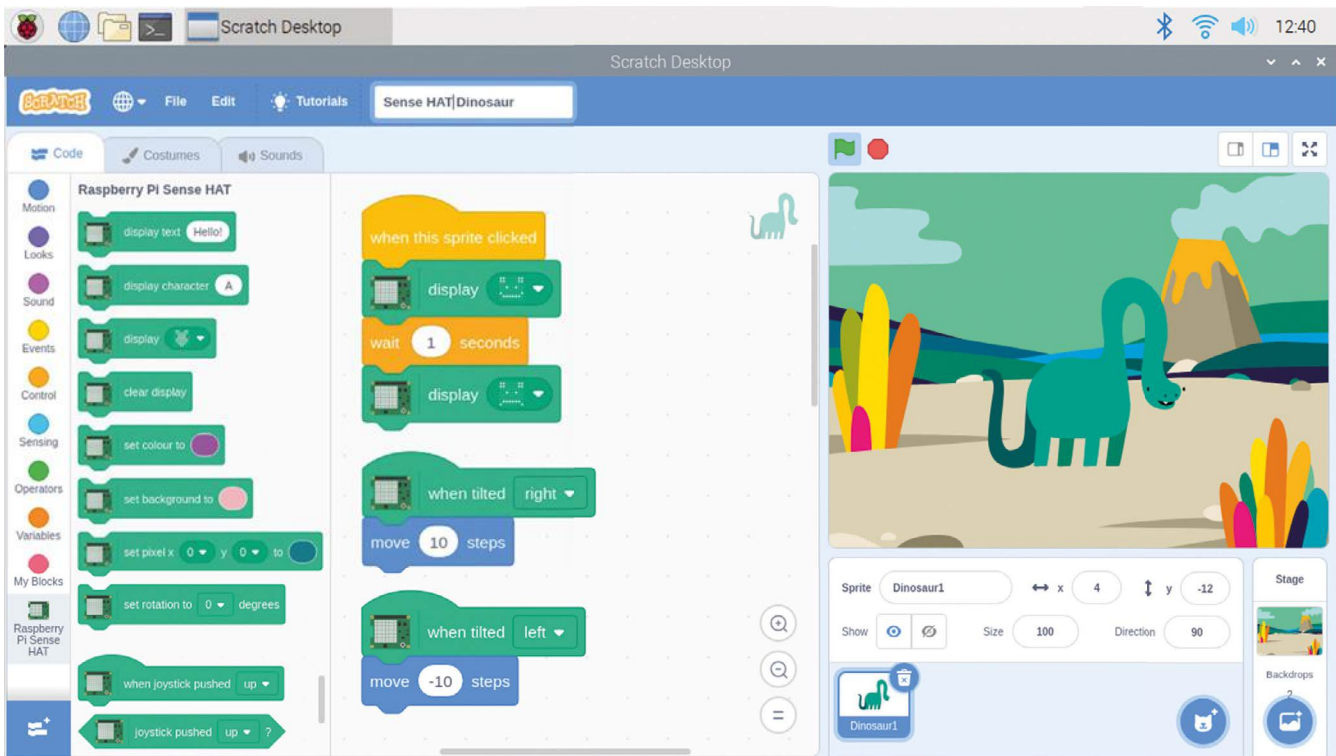 Scratch Desktop
12:40
Scratch Desktop
SCRATCH
File
Edit
Tutorials
Sense HAT Dinosaur
Code
Costumes
Sounds
Motion
Looks
Sound
Events
Control
Sensing
Operators
Variables
My Blocks
Raspberry
Pi Sense
HAT
Raspberry Pi Sense HAT
display text Hello!
display character A
display
clear display
set colour to
set background to
set pixel x 0 y 0 to
set rotation to 0 degrees
when joystick pushed up
joystick pushed up ?
when this sprite clicked
display
wait 1 seconds
display
when tilted right
move 10 steps
when tilted left
move -10 steps
Sprite Dinosaur1 x 4 y -12
Show Size 100 Direction 90
Dinosaur1
Stage
Backdrops
2